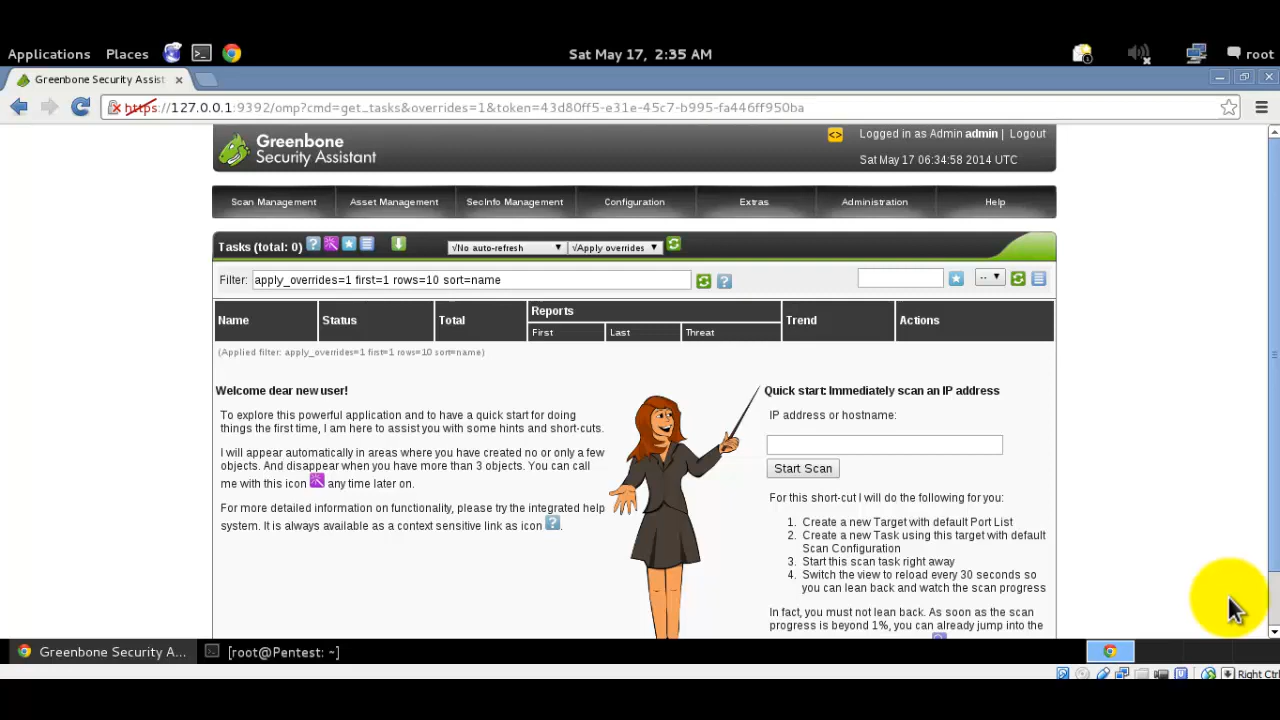 Applications Places Sat May 17, 2:35 AM root
Greenbone Security Assist
https://127.0.0.1:9392/omp?cmd=get_tasks&overrides=1&token=43d80ff5-e31e-45c7-b995-fa446ff950ba
Greenbone
Security Assistant
Logged in as Admin admin | Logout
Sat May 17 06:34:58 2014 UTC
Scan Management Asset Management SecInfo Management Configuration Extras Administration Help
Tasks (total: 0) √No auto-refresh √Apply overrides
Filter: apply_overrides=1 first=1 rows=10 sort=name --
Name Status Total Reports Trend Actions
First Last Threat
(Applied filter: apply_overrides=1 first=1 rows=10 sort=name)
Welcome dear new user!
To explore this powerful application and to have a quick start for doing
things the first time, I am here to assist you with some hints and short-cuts.
I will appear automatically in areas where you have created no or only a few
objects. And disappear when you have more than 3 objects. You can call
me with this icon any time later on.
For more detailed information on functionality, please try the integrated help
system. It is always available as a context sensitive link as icon ?.
Quick start: Immediately scan an IP address
IP address or hostname:
Start Scan
For this short-cut I will do the following for you:
1. Create a new Target with default Port List
2. Create a new Task using this target with default
Scan Configuration
3. Start this scan task right away
4. Switch the view to reload every 30 seconds so
you can lean back and watch the scan progress
In fact, you must not lean back. As soon as the scan
progress is beyond 1%, you can already jump into the
Greenbone Security A... [root@Pentest: ~]
Right Ctrl